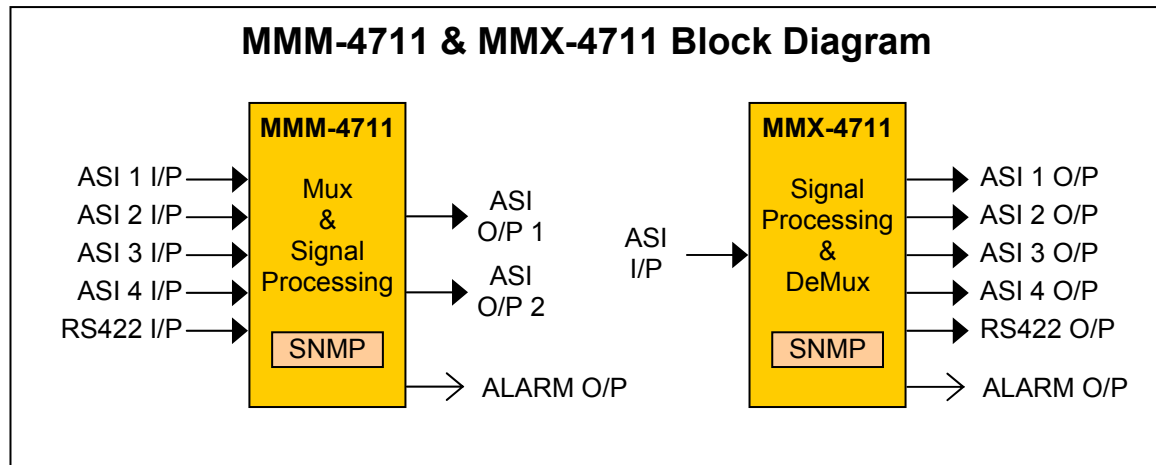 MMM-4711 & MMX-4711 Block Diagram
MMM-4711
Mux
&
Signal
Processing
SNMP
ASI 1 I/P
ASI 2 I/P
ASI 3 I/P
ASI 4 I/P
RS422 I/P
ASI
O/P 1
ASI
O/P 2
ALARM O/P
ASI
I/P
MMX-4711
Signal
Processing
&
DeMux
SNMP
ASI 1 O/P
ASI 2 O/P
ASI 3 O/P
ASI 4 O/P
RS422 O/P
ALARM O/P